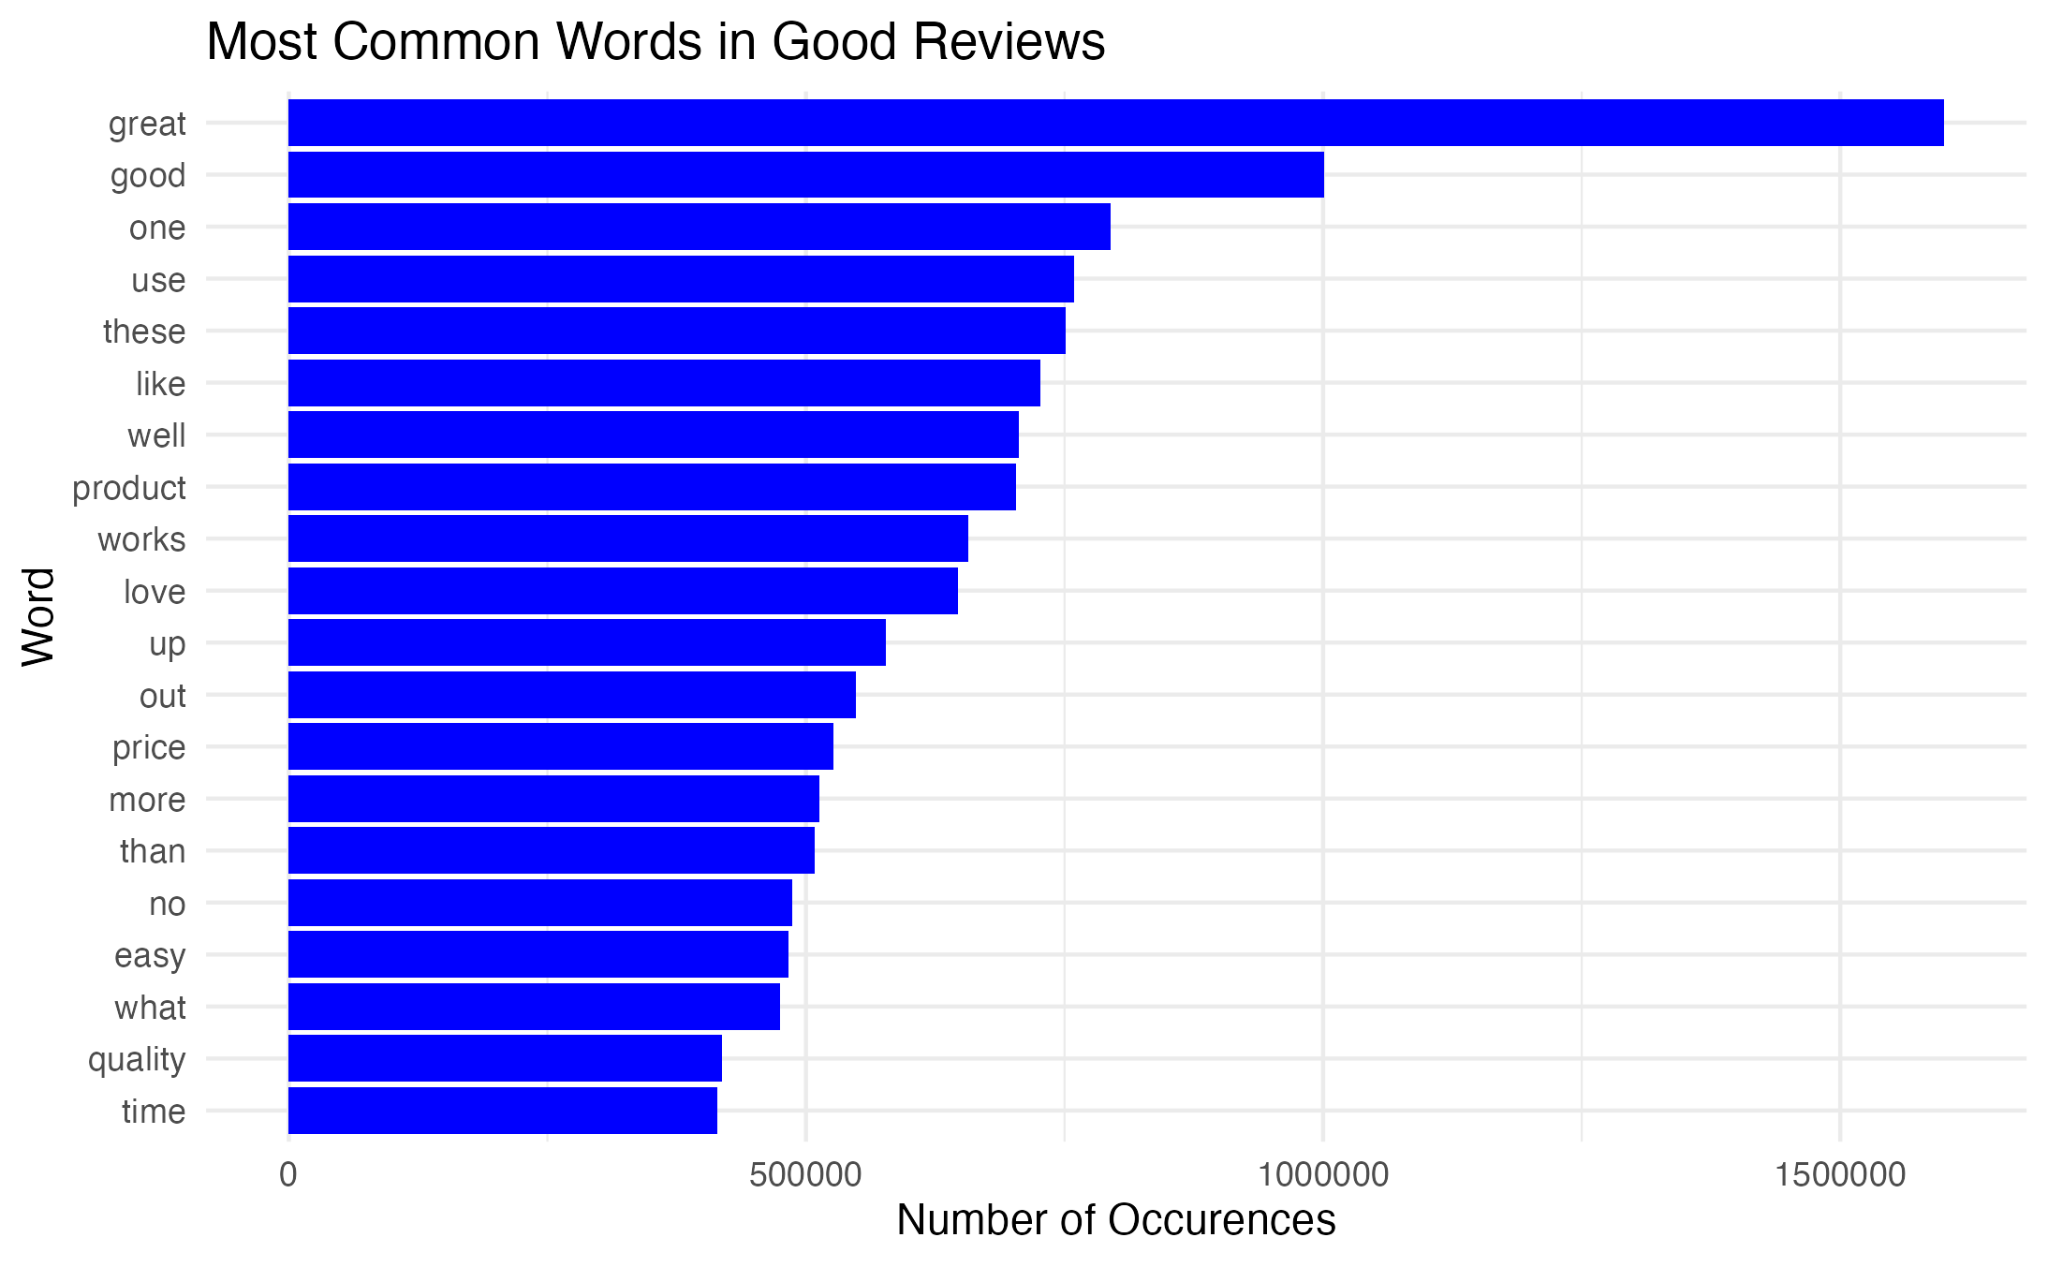 Most Common Words in Good Reviews
great
good
one
use
these
like
well
product
works
love
up
out
price
more
than
no
easy
what
quality
time
Word
0 500000 1000000 1500000
Number of Occurences